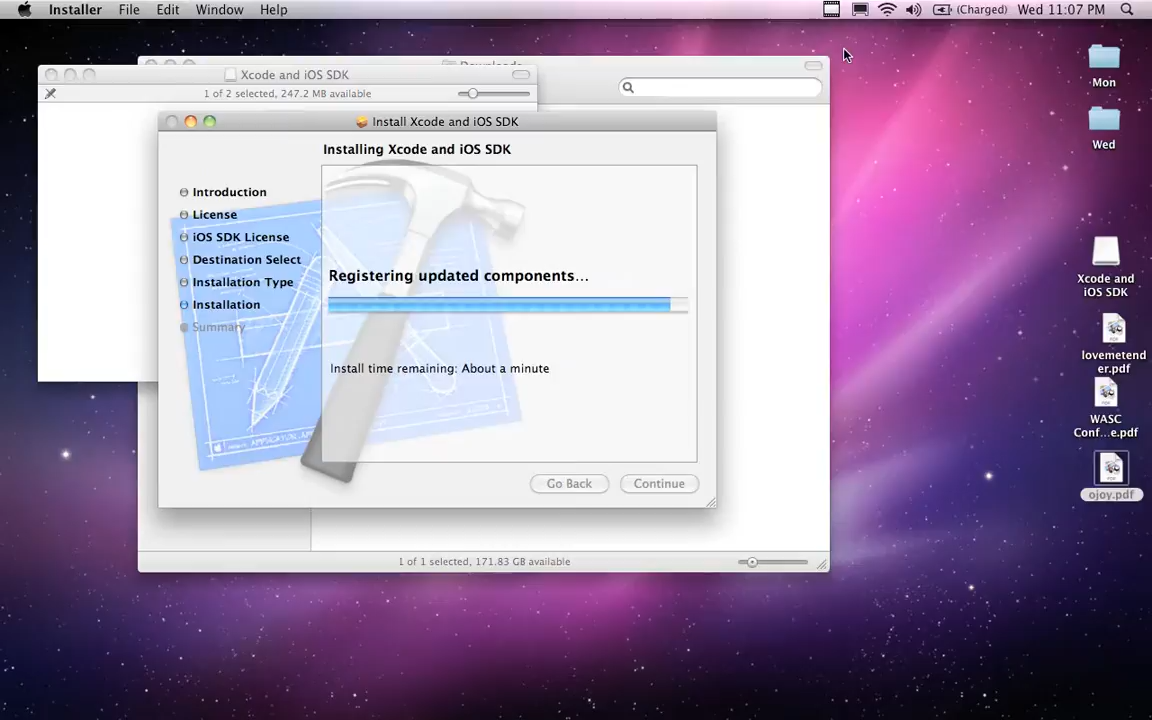 Installer File Edit Window Help (Charged) Wed 11:07 PM
Downloads
Xcode and iOS SDK
1 of 2 selected, 247.2 MB available
Install Xcode and iOS SDK
Installing Xcode and iOS SDK
Introduction
License
iOS SDK License
Destination Select
Installation Type
Installation
Summary
Registering updated components...
Install time remaining: About a minute
Go Back Continue
1 of 1 selected, 171.83 GB available
Mon
Wed
Xcode and
iOS SDK
lovemetend
er.pdf
WASC
Conf...e.pdf
ojoy.pdf